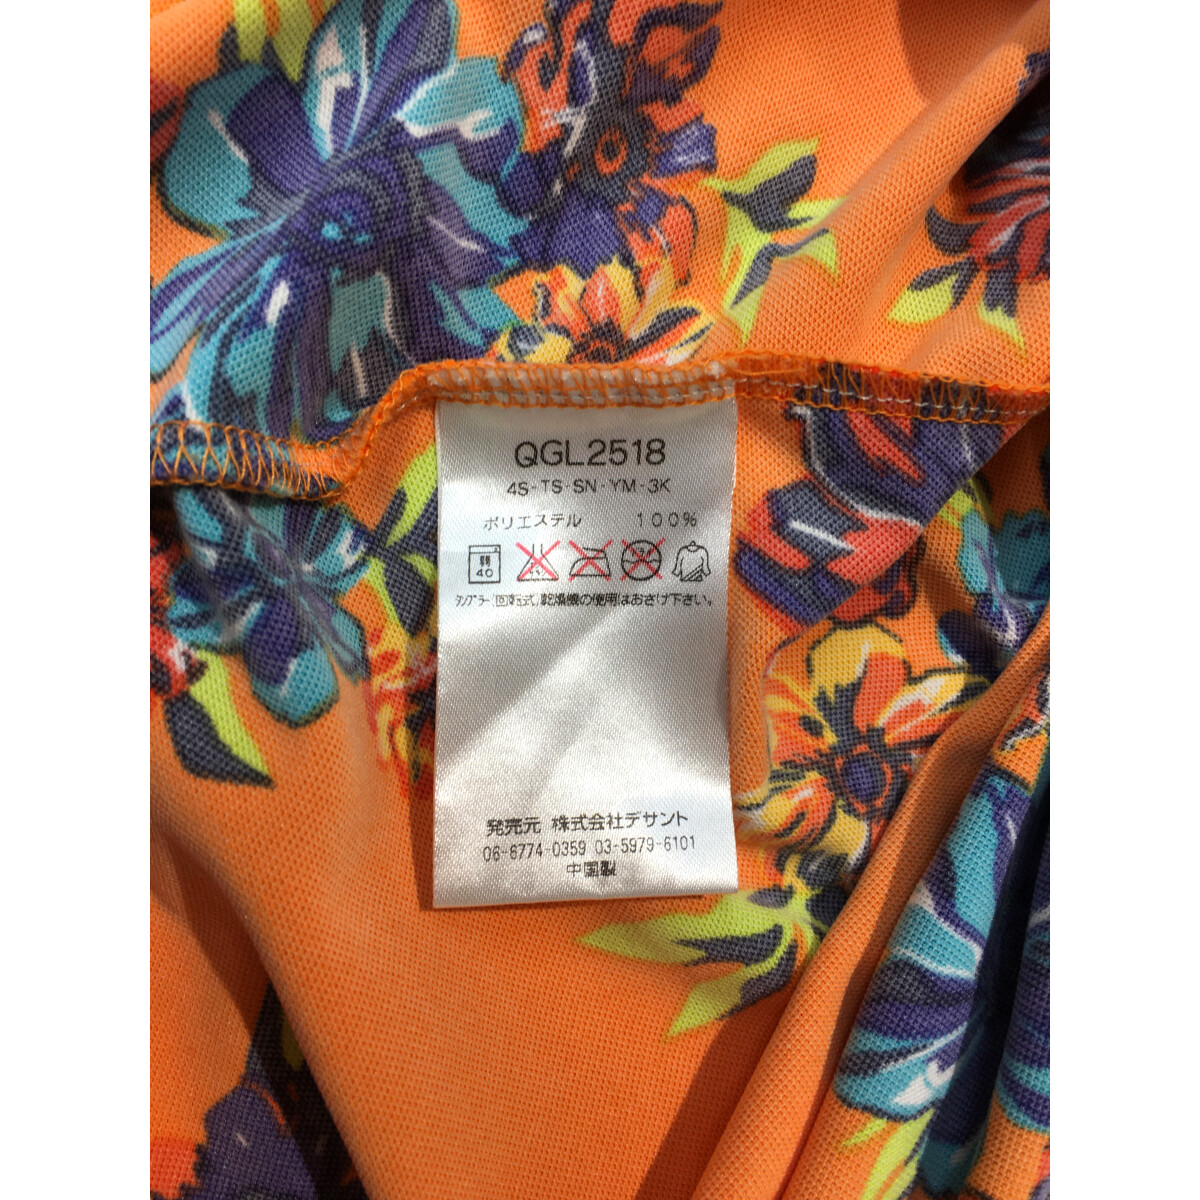 QGL2518
4S-TS-SN-YM-3K
ポリエステル 100%
弱 40
タンブラー(回転式)乾燥機の使用はおさけ下さい。
発売元 株式会社デサント
06-6774-0359 03-5979-6101
中国製